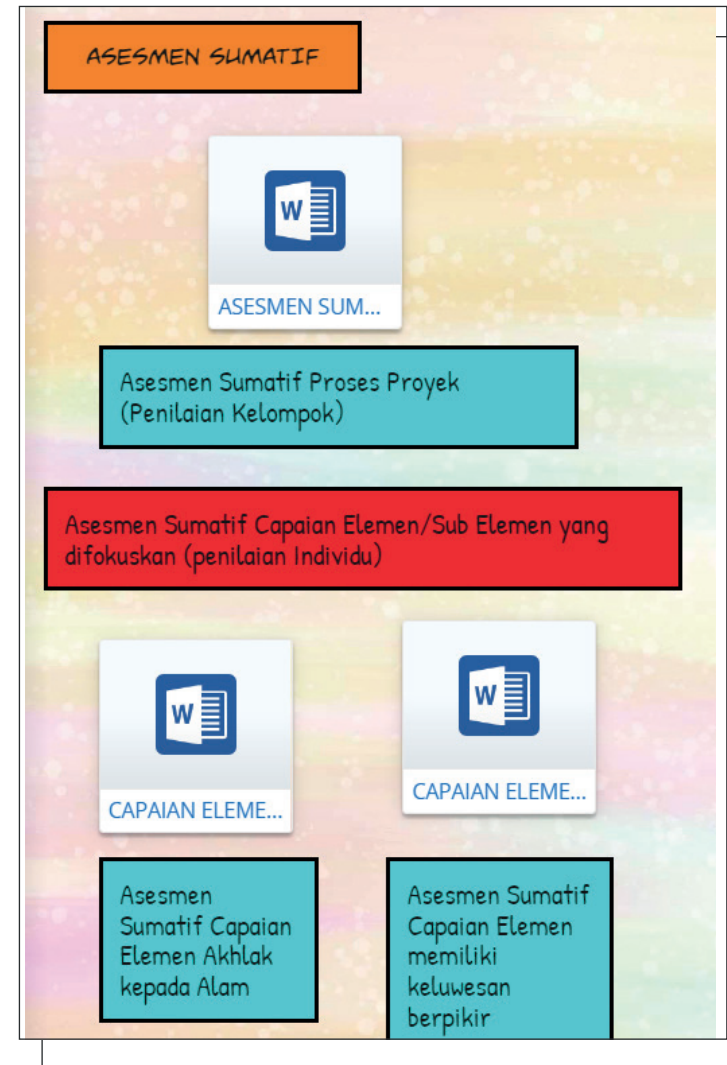 ASESMEN SUMATIF
W
ASESMEN SUM...
Asesmen Sumatif Proses Proyek
(Penilaian Kelompok)
Asesmen Sumatif Capaian Elemen/Sub Elemen yang
difokuskan (penilaian Individu)
W
CAPAIAN ELEME...
W
CAPAIAN ELEME...
Asesmen
Sumatif Capaian
Elemen Akhlak
kepada Alam
Asesmen Sumatif
Capaian Elemen
memiliki
keluwesan
berpikir